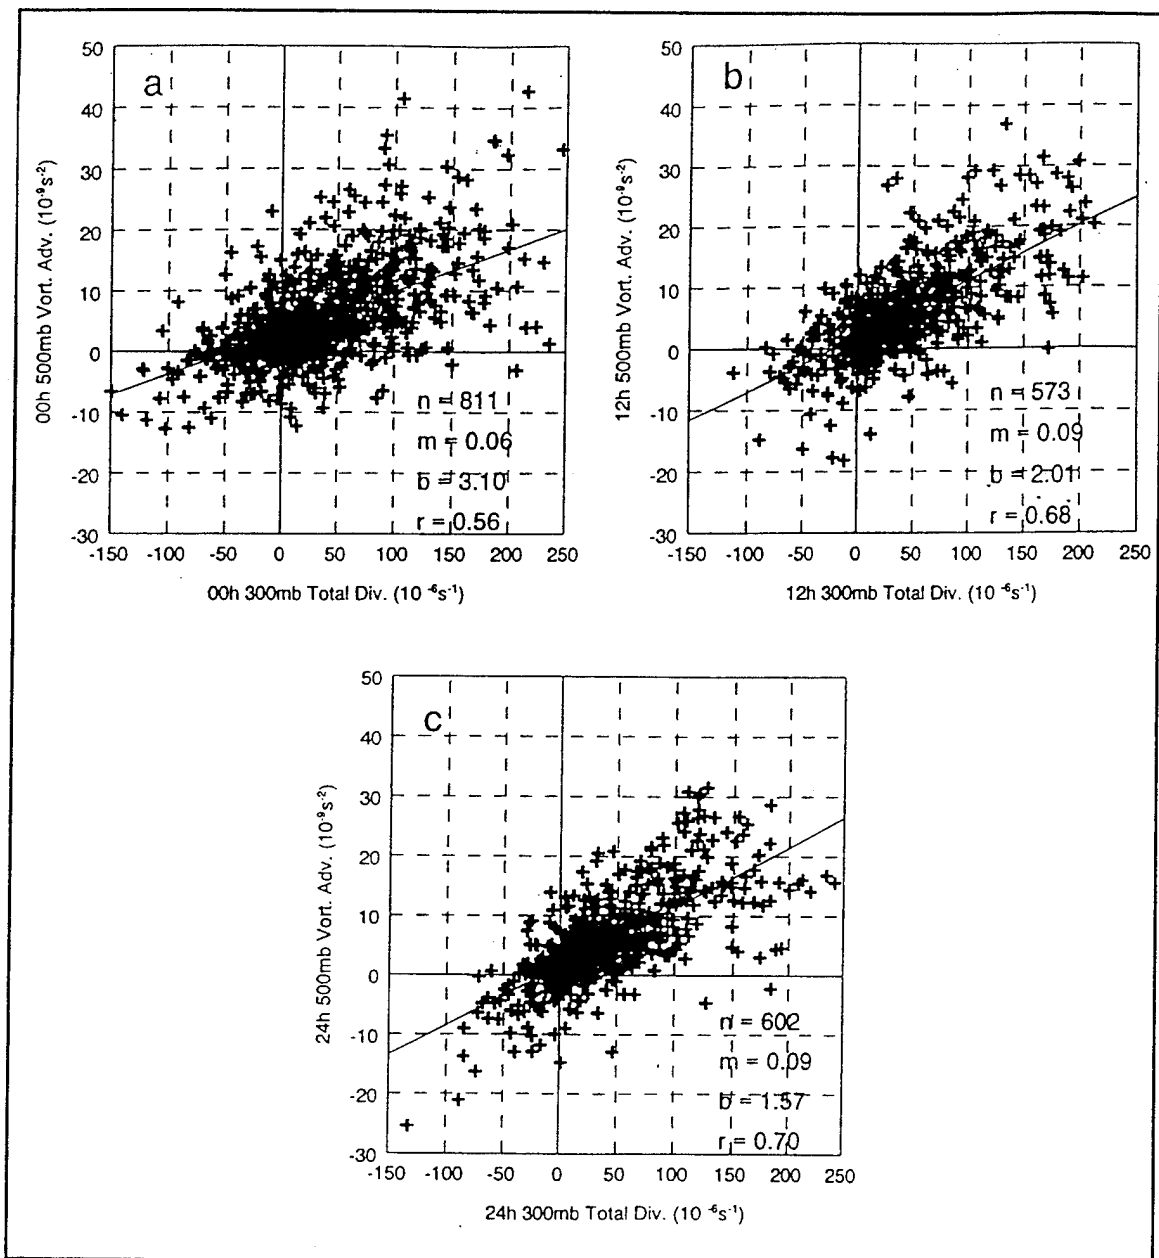 a
50
40
30
20
10
0
-10
-20
-30
00h 500mb Vort. Adv. (10⁻⁹s⁻²)
n = 811
m = 0.06
b = 3.10
r = 0.56
-150 -100 -50 0 50 100 150 200 250
00h 300mb Total Div. (10 ⁻⁶s⁻¹)
b
50
40
30
20
10
0
-10
-20
-30
12h 500mb Vort. Adv. (10⁻⁹s⁻²)
n = 573
m = 0.09
b = 2.01
r = 0.68
-150 -100 -50 0 50 100 150 200 250
12h 300mb Total Div. (10 ⁻⁶s⁻¹)
c
50
40
30
20
10
0
-10
-20
-30
24h 500mb Vort. Adv. (10⁻⁹s⁻²)
n = 602
m = 0.09
b = 1.57
r = 0.70
-150 -100 -50 0 50 100 150 200 250
24h 300mb Total Div. (10 ⁻⁶s⁻¹)